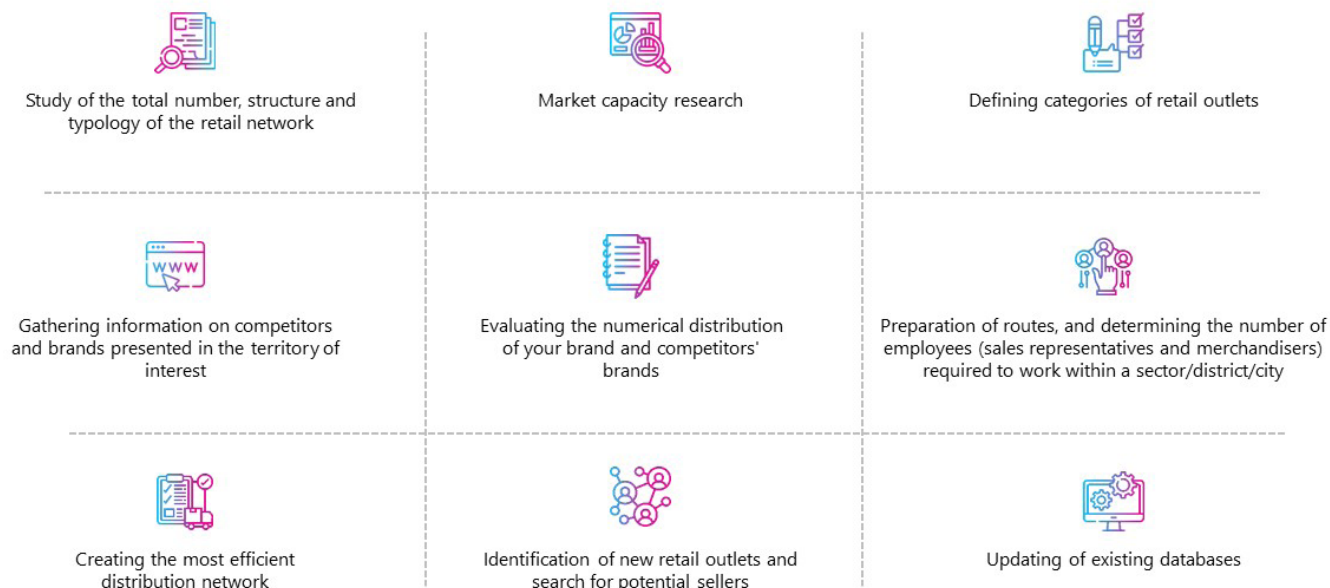 Study of the total number, structure and
typology of the retail network
Market capacity research
Defining categories of retail outlets
WWW
Gathering information on competitors
and brands presented in the territory of
interest
Evaluating the numerical distribution
of your brand and competitors'
brands
Preparation of routes, and determining the number of
employees (sales representatives and merchandisers)
required to work within a sector/district/city
Creating the most efficient
distribution network
Identification of new retail outlets and
search for potential sellers
Updating of existing databases